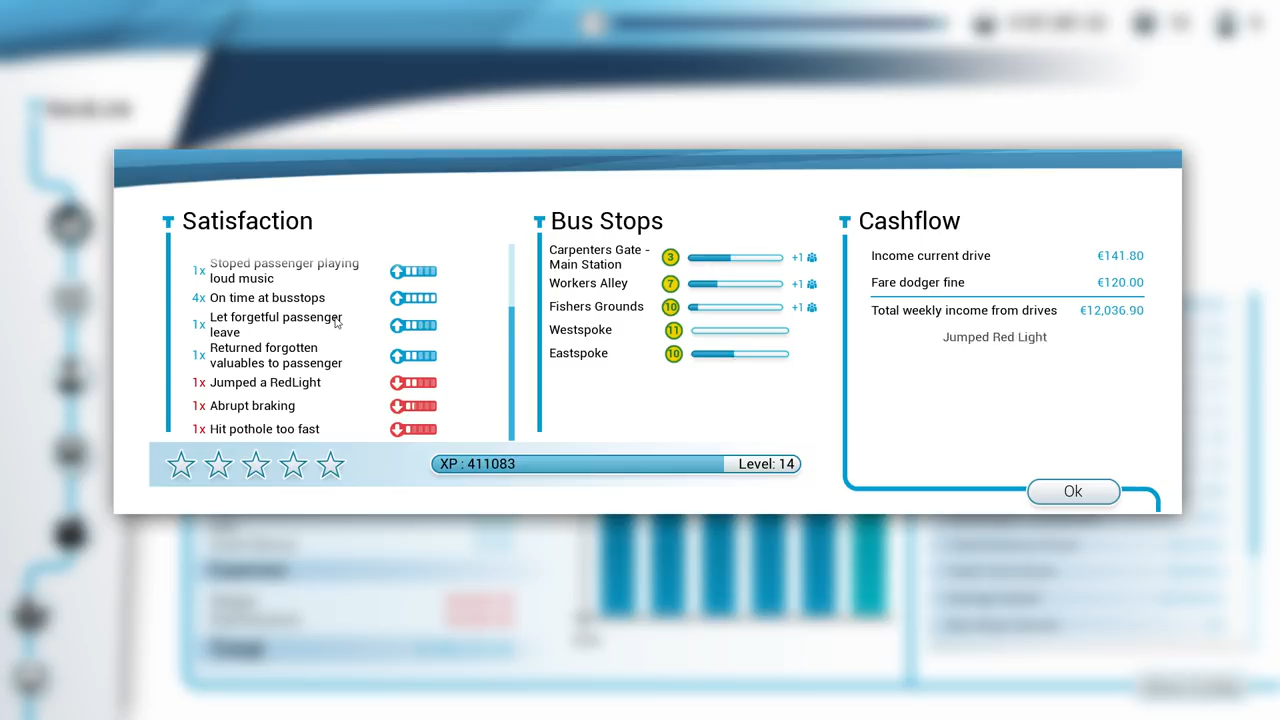 Satisfaction
1x Stoped passenger playing
loud music
4x On time at busstops
1x Let forgetful passenger
leave
1x Returned forgotten
valuables to passenger
1x Jumped a RedLight
1x Abrupt braking
1x Hit pothole too fast
XP : 411083 Level: 14
Bus Stops
Carpenters Gate -
Main Station 3 +1
Workers Alley 7 +1
Fishers Grounds 10 +1
Westspoke 11
Eastspoke 10
Cashflow
Income current drive €141.80
Fare dodger fine €120.00
Total weekly income from drives €12,036.90
Jumped Red Light
Ok